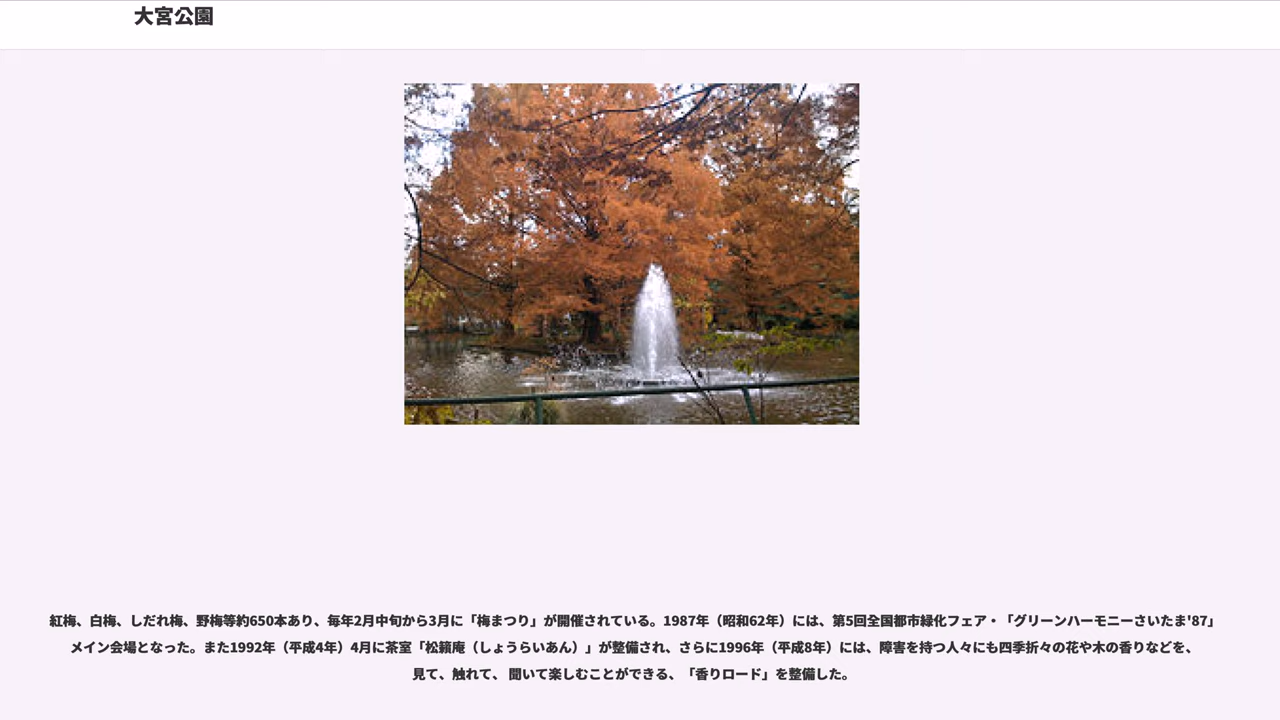 大宮公園
紅梅、白梅、しだれ梅、野梅等約650本あり、毎年2月中旬から3月に「梅まつり」が開催されている。1987年（昭和62年）には、第5回全国都市緑化フェア・「グリーンハーモニーさいたま'87」
メイン会場となった。また1992年（平成4年）4月に茶室「松籟庵（しょうらいあん）」が整備され、さらに1996年（平成8年）には、障害を持つ人々にも四季折々の花や木の香りなどを、
見て、触れて、 聞いて楽しむことができる、「香りロード」を整備した。